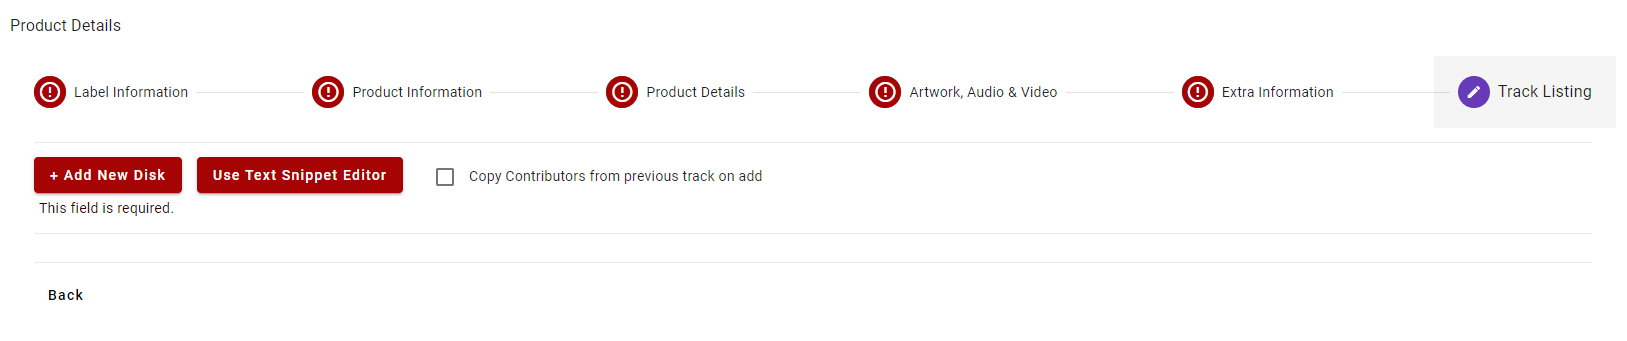 Product Details
Label Information
Product Information
Product Details
Artwork, Audio & Video
Extra Information
Track Listing
+ Add New Disk
Use Text Snippet Editor
Copy Contributors from previous track on add
This field is required.
Back